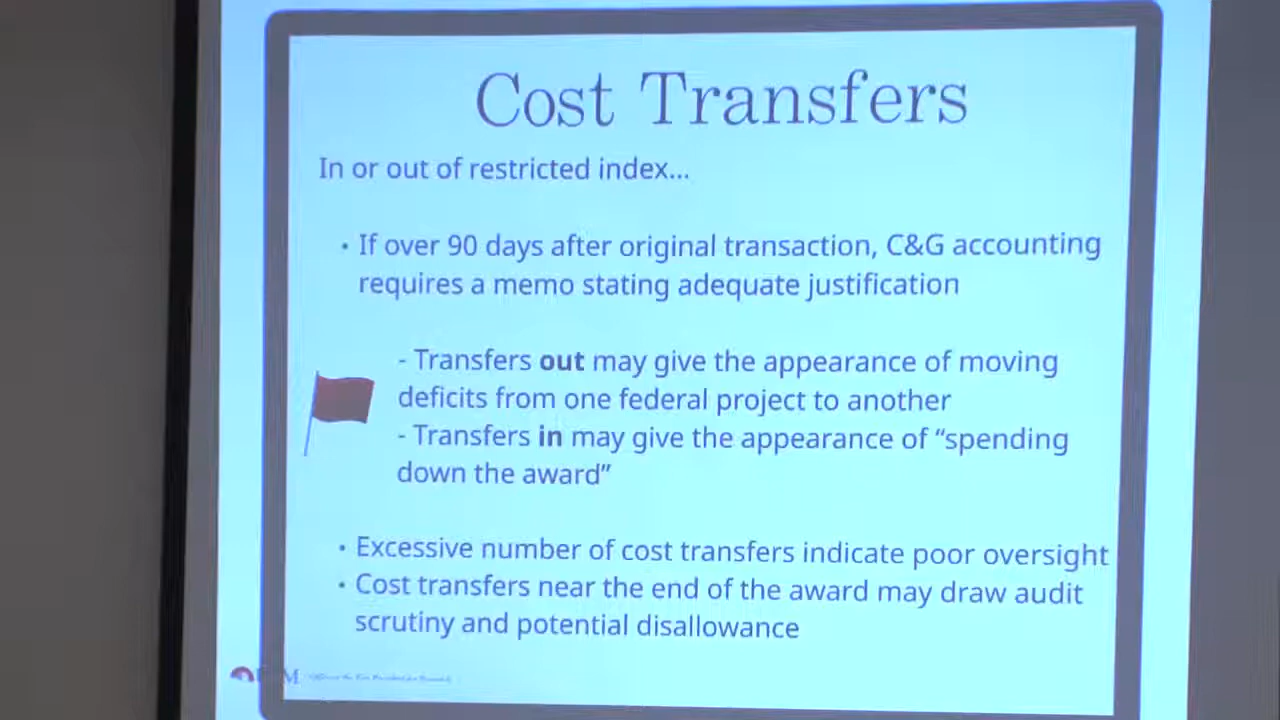 Cost Transfers
In or out of restricted index...
• If over 90 days after original transaction, C&G accounting
requires a memo stating adequate justification
- Transfers out may give the appearance of moving
deficits from one federal project to another
- Transfers in may give the appearance of “spending
down the award”
• Excessive number of cost transfers indicate poor oversight
• Cost transfers near the end of the award may draw audit
scrutiny and potential disallowance